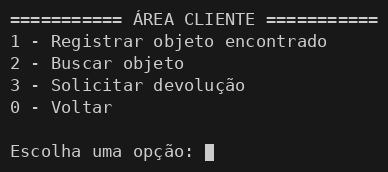 =========== ÁREA CLIENTE ===========
1 - Registrar objeto encontrado
2 - Buscar objeto
3 - Solicitar devolução
0 - Voltar
Escolha uma opção: